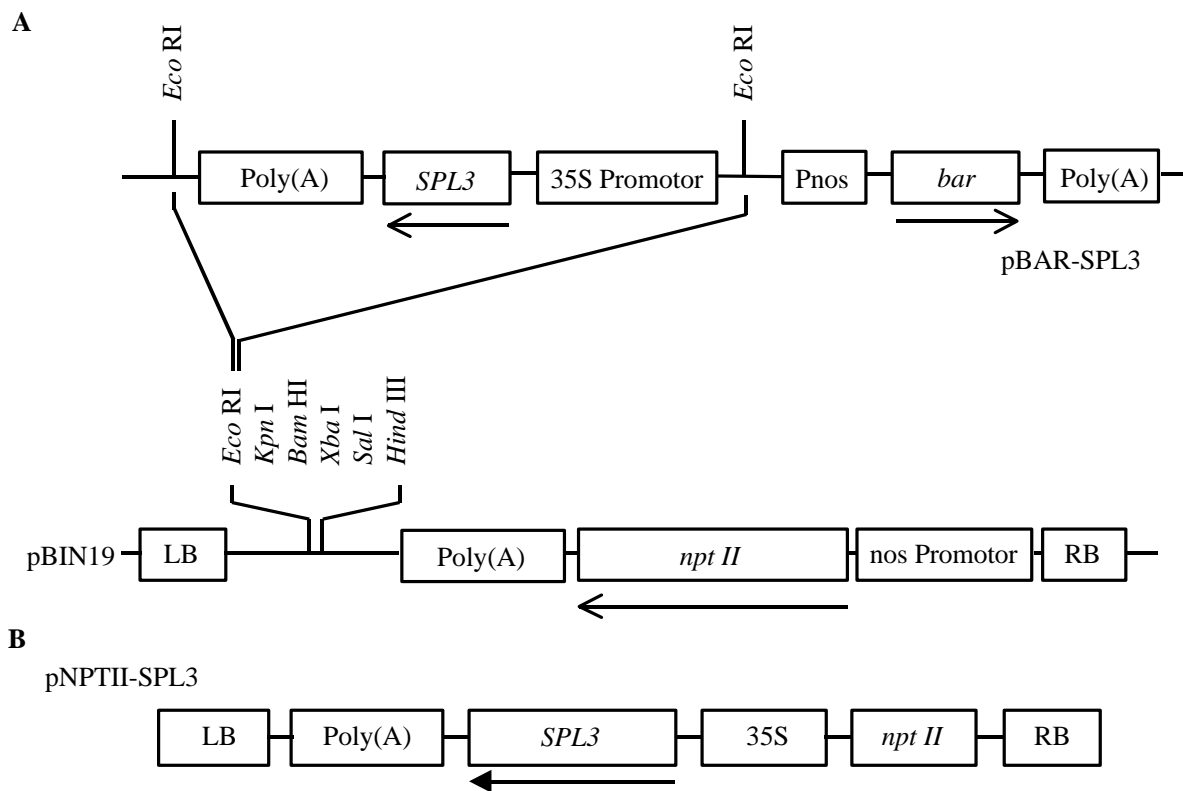 A
Eco RI
Eco RI
Poly(A) SPL3 35S Promotor Pnos bar Poly(A)
pBAR-SPL3
Eco RI
Kpn I
Bam HI
Xba I
Sal I
Hind III
pBIN19 LB Poly(A) npt II nos Promotor RB
B
pNPTII-SPL3
LB Poly(A) SPL3 35S npt II RB